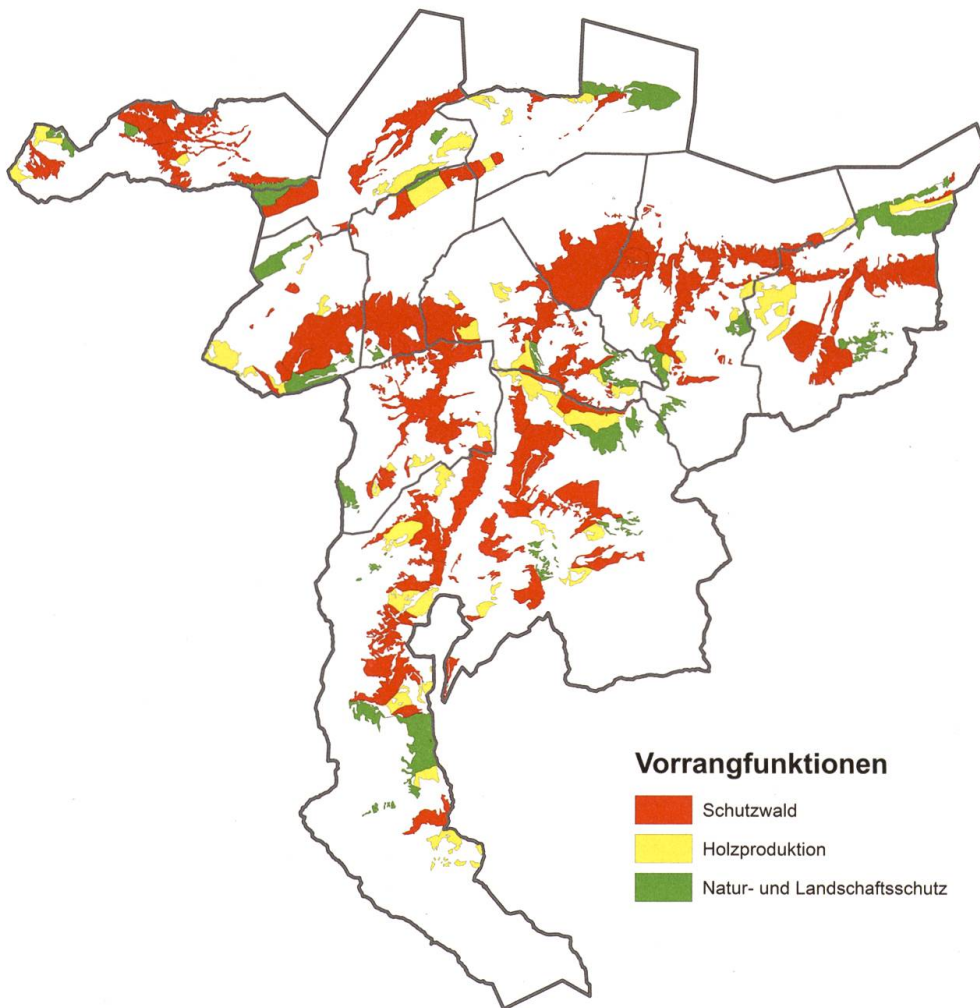 Vorrangfunktionen
Schutzwald
Holzproduktion
Natur- und Landschaftsschutz